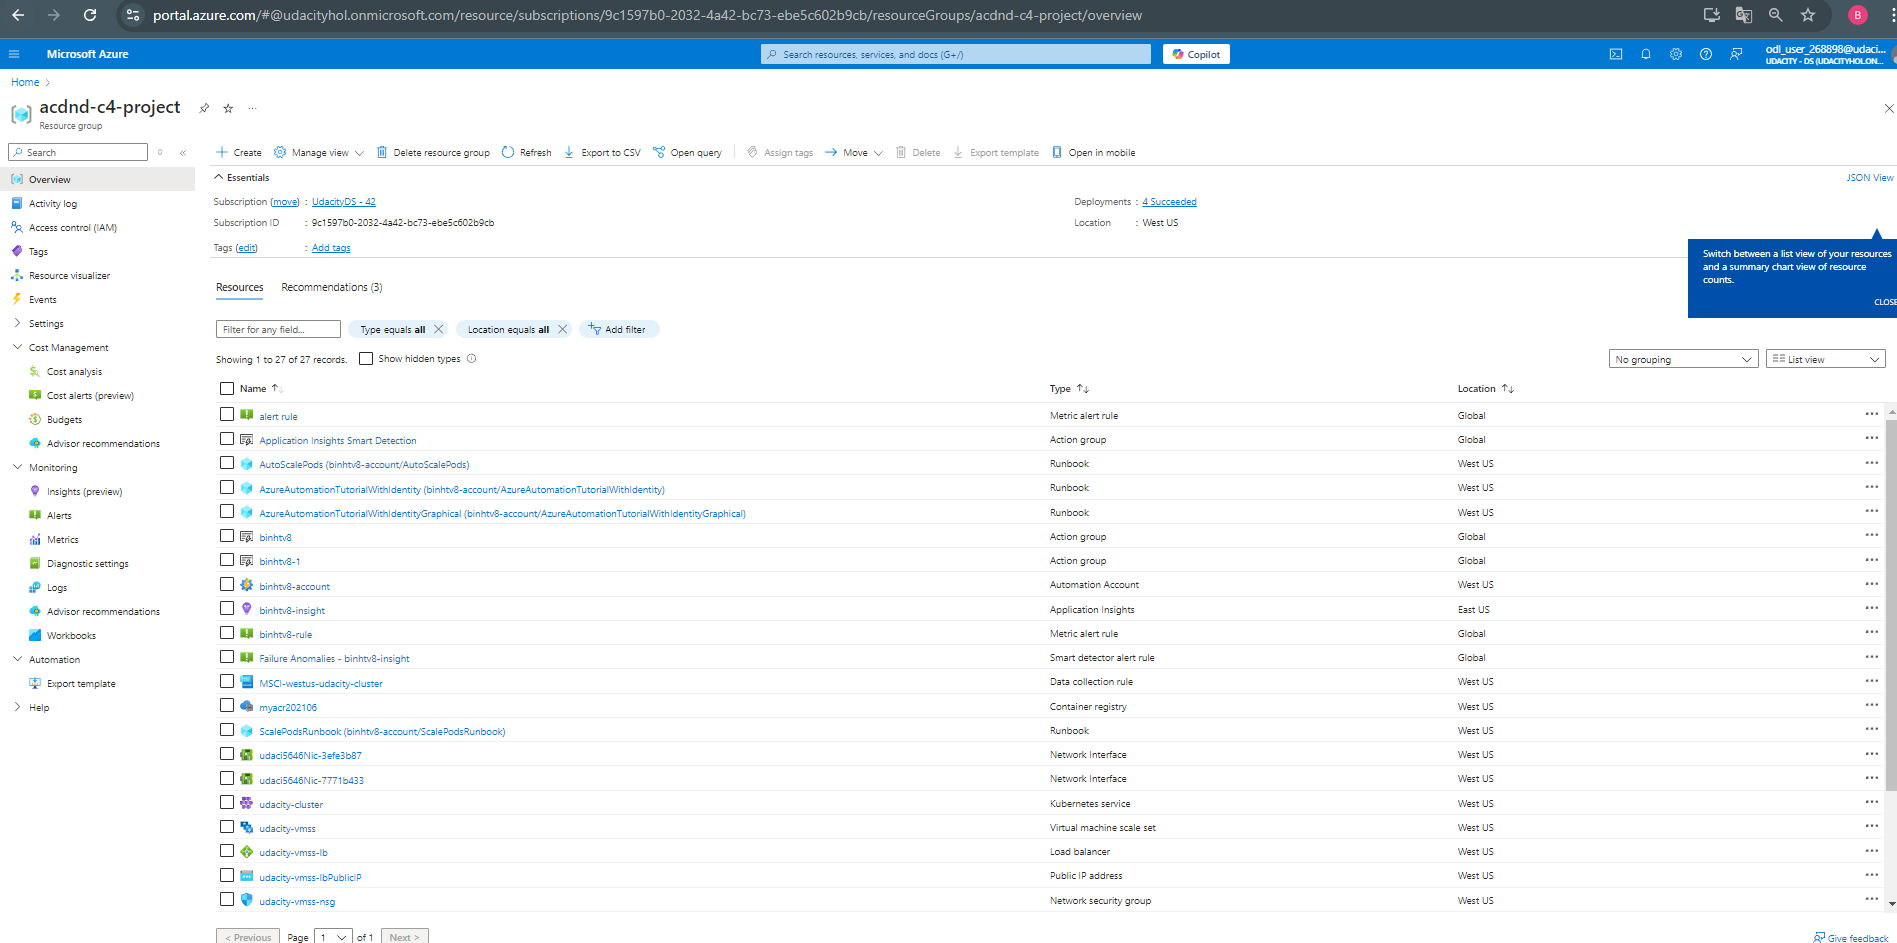 portal.azure.com/#@udacityhol.onmicrosoft.com/resource/subscriptions/9c1597b0-2032-4a42-bc73-ebe5c602b9cb/resourceGroups/acdnd-c4-project/overview
B
Microsoft Azure
Search resources, services, and docs (G+/)
Copilot
odl_user_268898@udaci...
UDACITY - DS (UDACITYHOL.ON...
Home
acdnd-c4-project
Resource group
Search
Overview
Activity log
Access control (IAM)
Tags
Resource visualizer
Events
Settings
Cost Management
Cost analysis
Cost alerts (preview)
Budgets
Advisor recommendations
Monitoring
Insights (preview)
Alerts
Metrics
Diagnostic settings
Logs
Advisor recommendations
Workbooks
Automation
Export template
Help
Create Manage view Delete resource group Refresh Export to CSV Open query Assign tags Move Delete Export template Open in mobile
Essentials JSON View
Subscription (move) : UdacityDS - 42 Deployments : 4 Succeeded
Subscription ID : 9c1597b0-2032-4a42-bc73-ebe5c602b9cb Location : West US
Tags (edit) : Add tags
Switch between a list view of your resources
and a summary chart view of resource
counts.
CLOSE
Resources Recommendations (3)
Filter for any field... Type equals all Location equals all Add filter
Showing 1 to 27 of 27 records. Show hidden types No grouping List view
Name Type Location
alert rule Metric alert rule Global
Application Insights Smart Detection Action group Global
AutoScalePods (binhtv8-account/AutoScalePods) Runbook West US
AzureAutomationTutorialWithIdentity (binhtv8-account/AzureAutomationTutorialWithIdentity) Runbook West US
AzureAutomationTutorialWithIdentityGraphical (binhtv8-account/AzureAutomationTutorialWithIdentityGraphical) Runbook West US
binhtv8 Action group Global
binhtv8-1 Action group Global
binhtv8-account Automation Account West US
binhtv8-insight Application Insights East US
binhtv8-rule Metric alert rule Global
Failure Anomalies - binhtv8-insight Smart detector alert rule Global
MSCI-westus-udacity-cluster Data collection rule West US
myacr202106 Container registry West US
ScalePodsRunbook (binhtv8-account/ScalePodsRunbook) Runbook West US
udaci5646Nic-3efe3b87 Network Interface West US
udaci5646Nic-7771b433 Network Interface West US
udacity-cluster Kubernetes service West US
udacity-vmss Virtual machine scale set West US
udacity-vmss-lb Load balancer West US
udacity-vmss-lbPublicIP Public IP address West US
udacity-vmss-nsg Network security group West US
< Previous Page 1 of 1 Next >
Give feedback